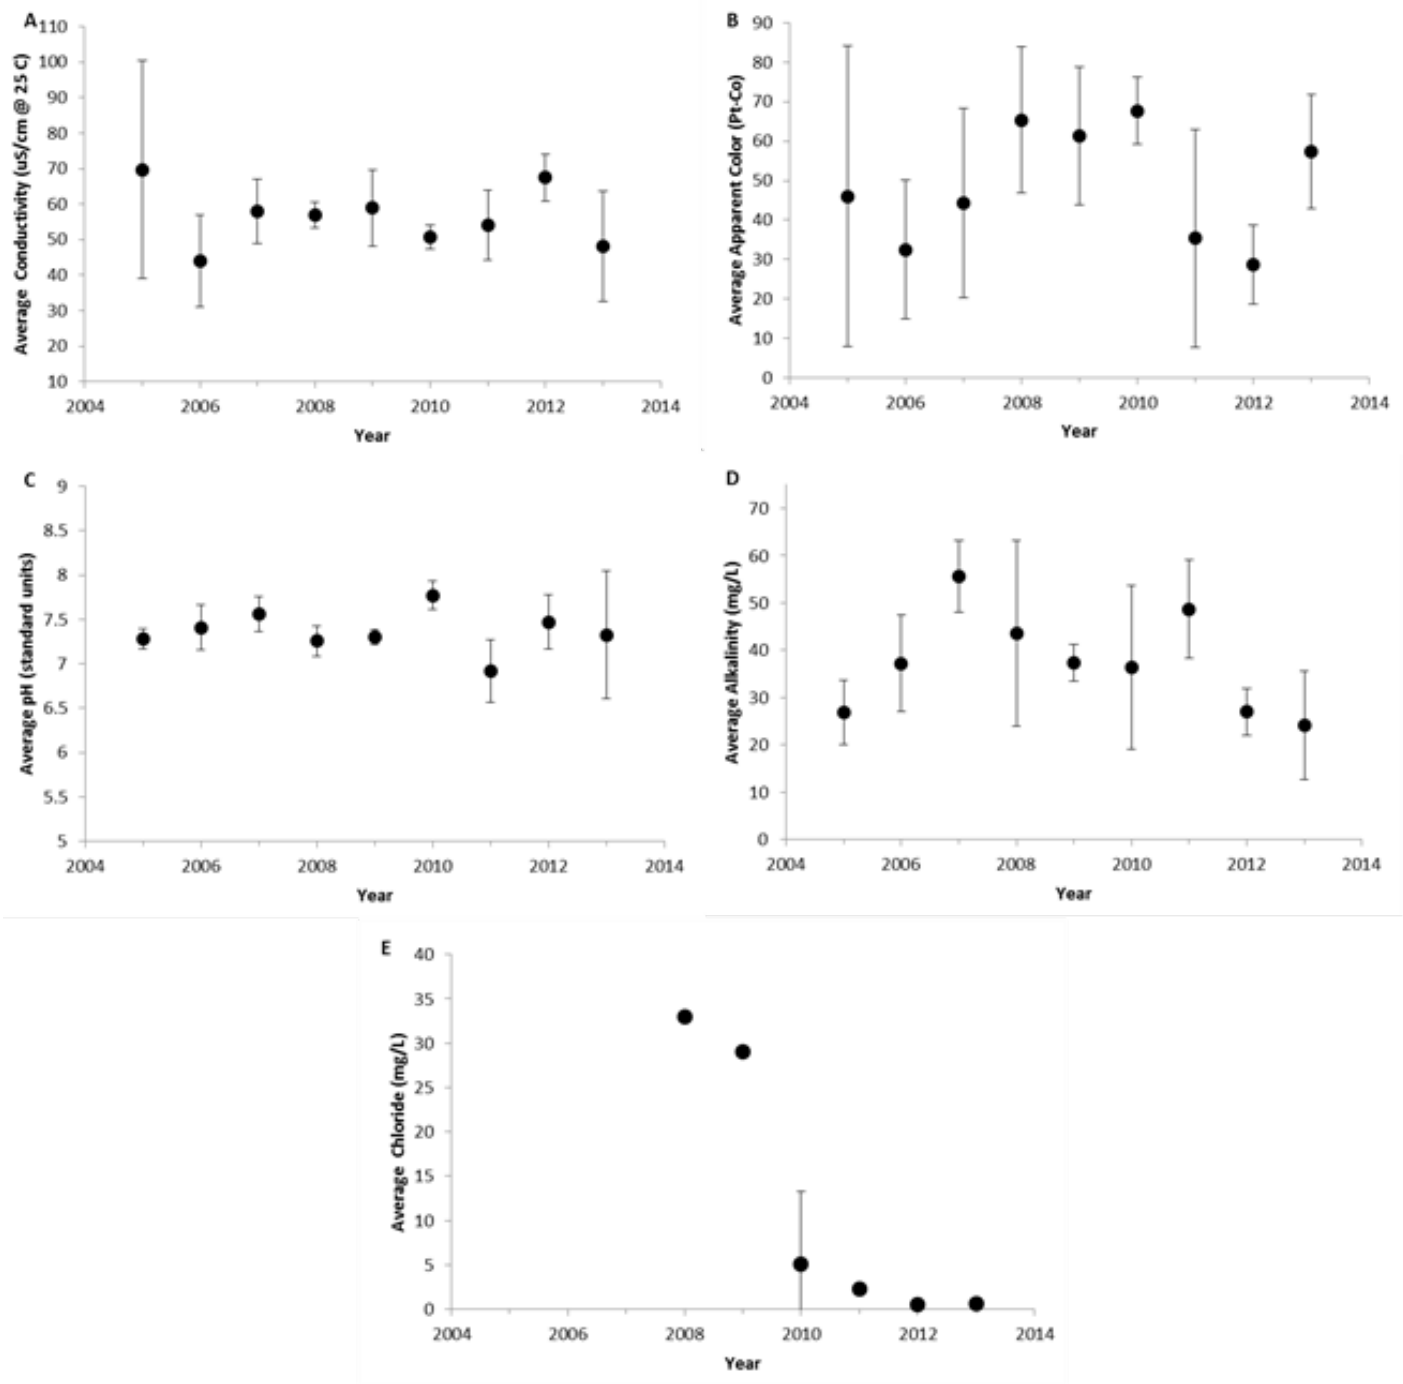 A
110
100
90
80
70
60
50
40
30
20
10
Average Conductivity (uS/cm @ 25 C)
2004 2006 2008 2010 2012 2014
Year
B
90
80
70
60
50
40
30
20
10
0
Average Apparent Color (Pt-Co)
2004 2006 2008 2010 2012 2014
Year
C
9
8.5
8
7.5
7
6.5
6
5.5
5
Average pH (standard units)
2004 2006 2008 2010 2012 2014
Year
D
70
60
50
40
30
20
10
0
Average Alkalinity (mg/L)
2004 2006 2008 2010 2012 2014
Year
E
40
35
30
25
20
15
10
5
0
Average Chloride (mg/L)
2004 2006 2008 2010 2012 2014
Year